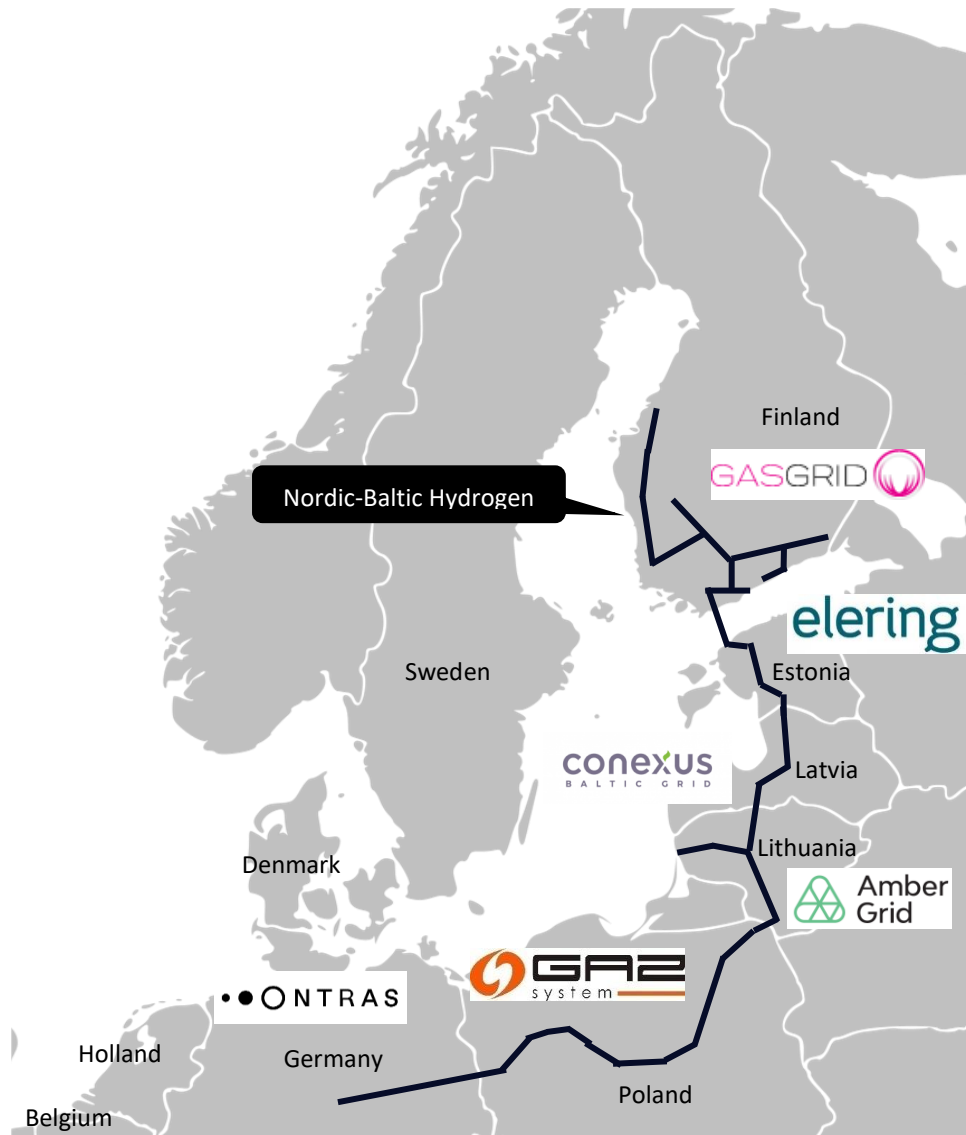 Finland
GASGRID
Nordic-Baltic Hydrogen
elering
Sweden
Estonia
conexus
BALTIC GRID
Latvia
Denmark
Lithuania
Amber
Grid
GAZ
system
ONTRAS
Holland
Germany
Poland
Belgium